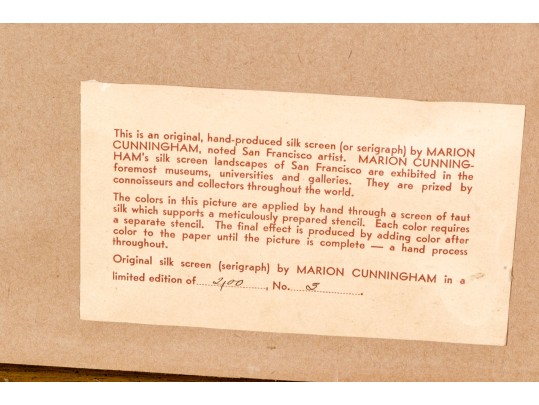 This is an original, hand-produced silk screen (or serigraph) by MARION
CUNNINGHAM, noted San Francisco artist. MARION CUNNING-
HAM's silk screen landscapes of San Francisco are exhibited in the
foremost museums, universities and galleries. They are prized by
connoisseurs and collectors throughout the world.
The colors in this picture are applied by hand through a screen of taut
silk which supports a meticulously prepared stencil. Each color requires
a separate stencil. The final effect is produced by adding color after
color to the paper until the picture is complete — a hand process
throughout.
Original silk screen (serigraph) by MARION CUNNINGHAM in a
limited edition of 200, No. 3